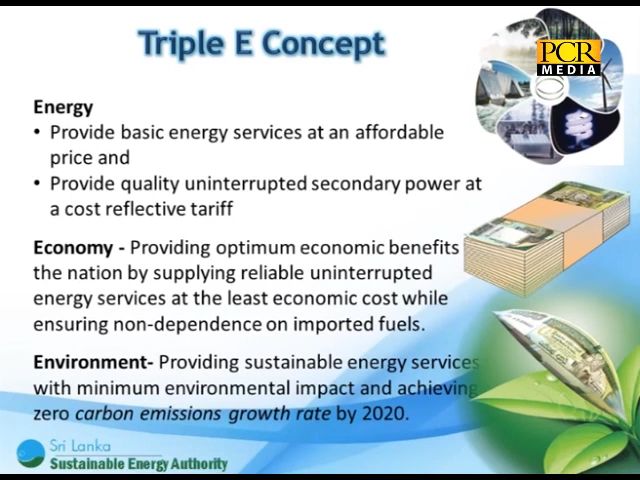 Triple E Concept
PCR
MEDIA
Energy
• Provide basic energy services at an affordable
price and
• Provide quality uninterrupted secondary power at
a cost reflective tariff
Economy - Providing optimum economic benefits
the nation by supplying reliable uninterrupted
energy services at the least economic cost while
ensuring non-dependence on imported fuels.
Environment- Providing sustainable energy services
with minimum environmental impact and achieving
zero carbon emissions growth rate by 2020.
Sri Lanka
Sustainable Energy Authority